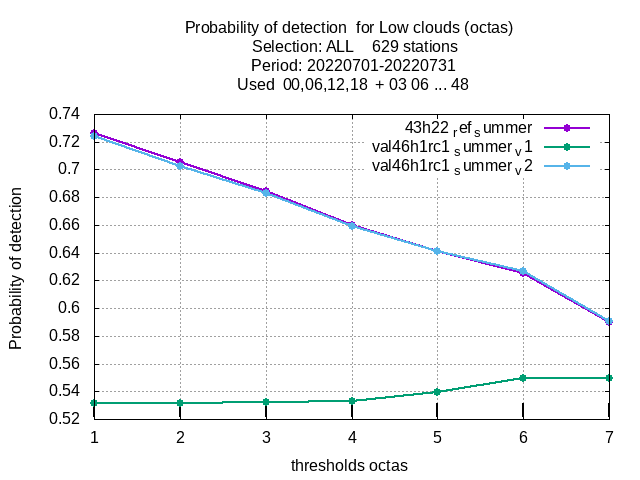 Probability of detection  for Low clouds (octas)
Selection: ALL    629 stations
Period: 20220701-20220731
Used  00,06,12,18  + 03 06 ... 48
43h22refsummer
val46h1rc1summerv1
val46h1rc1summerv2
Probability of detection
0.74
0.72
0.7
0.68
0.66
0.64
0.62
0.6
0.58
0.56
0.54
0.52
1 2 3 4 5 6 7
thresholds octas